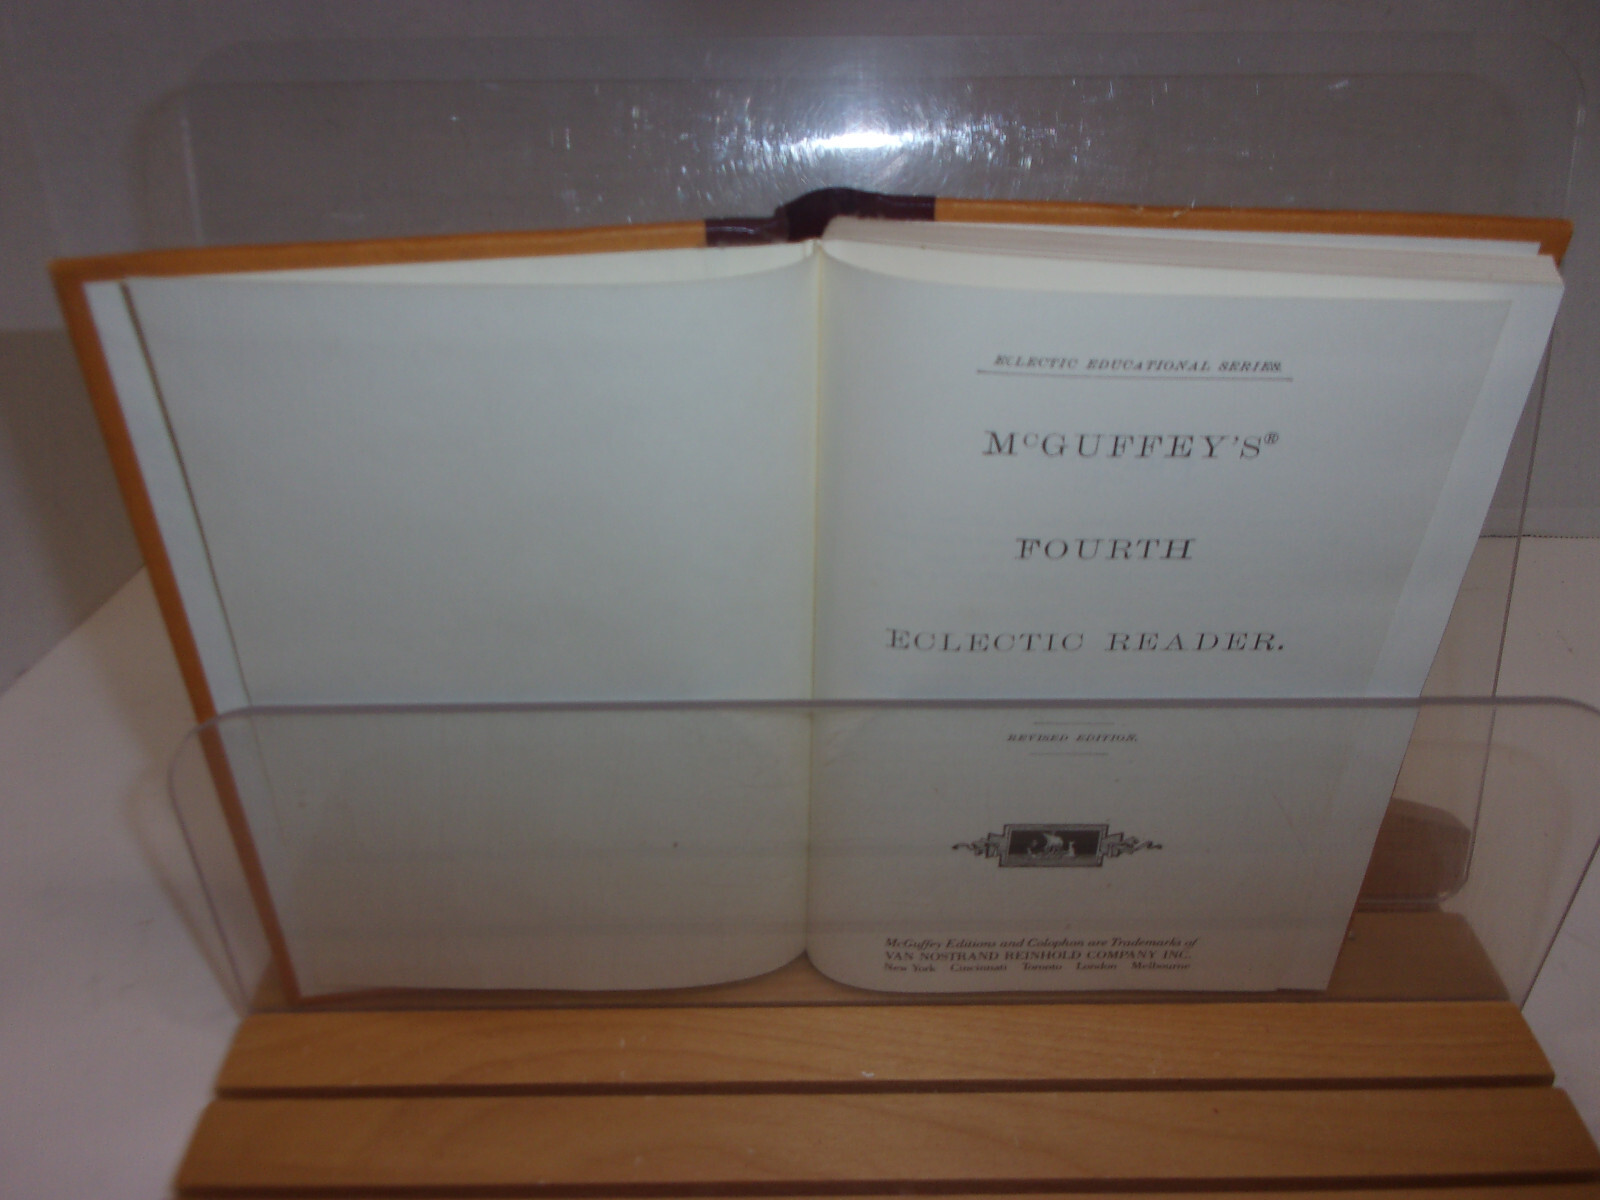 ECLECTIC EDUCATIONAL SERIES.
McGUFFEY'S®
FOURTH
ECLECTIC READER.
REVISED EDITION.
McGuffey Editions and Colophon are Trademarks of
VAN NOSTRAND REINHOLD COMPANY INC.
New York Cincinnati Toronto London Melbourne